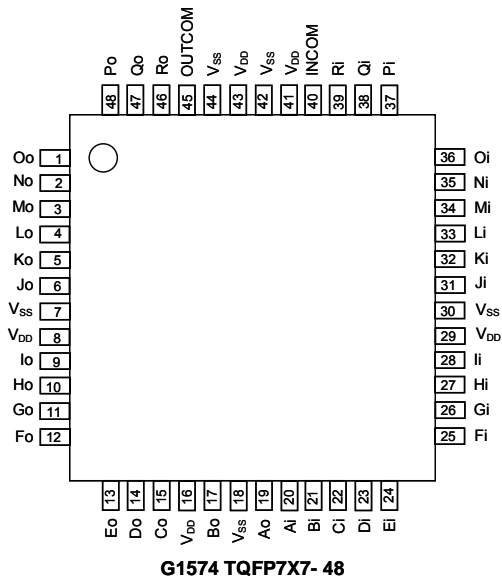 Po Qo Ro OUTCOM VSS VDD VSS VDD INCOM Ri Qi Pi
48 47 46 45 44 43 42 41 40 39 38 37
Oo 1
No 2
Mo 3
Lo 4
Ko 5
Jo 6
VSS 7
VDD 8
Io 9
Ho 10
Go 11
Fo 12
36 Oi
35 Ni
34 Mi
33 Li
32 Ki
31 Ji
30 VSS
29 VDD
28 Ii
27 Hi
26 Gi
25 Fi
13 14 15 16 17 18 19 20 21 22 23 24
Eo Do Co VDD Bo VSS Ao Ai Bi Ci Di Ei
G1574 TQFP7X7- 48